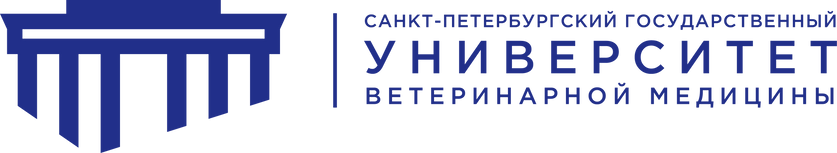 САНКТ-ПЕТЕРБУРГСКИЙ ГОСУДАРСТВЕННЫЙ
УНИВЕРСИТЕТ
ВЕТЕРИНАРНОЙ МЕДИЦИНЫ